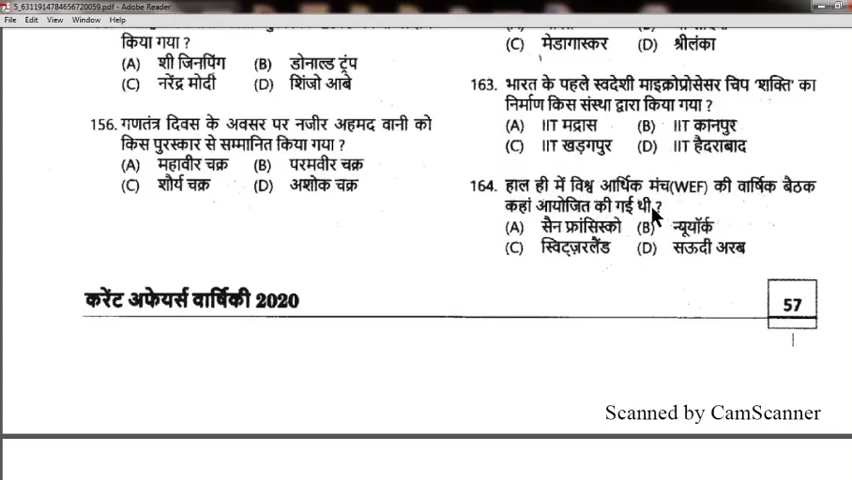 5_6311914784656720059.pdf - Adobe Reader
File Edit View Window Help
किया गया ?
(A) शी जिनपिंग (B) डोनाल्ड ट्रंप
(C) नरेंद्र मोदी (D) शिंजो आबे
156. गणतंत्र दिवस के अवसर पर नजीर अहमद वानी को
किस पुरस्कार से सम्मानित किया गया ?
(A) महावीर चक्र (B) परमवीर चक्र
(C) शौर्य चक्र (D) अशोक चक्र
(C) मेडागास्कर (D) श्रीलंका
163. भारत के पहले स्वदेशी माइक्रोप्रोसेसर चिप 'शक्ति' का
निर्माण किस संस्था द्वारा किया गया ?
(A) IIT मद्रास (B) IIT कानपुर
(C) IIT खड़गपुर (D) IIT हैदराबाद
164. हाल ही में विश्व आर्थिक मंच(WEF) की वार्षिक बैठक
कहां आयोजित की गई थी ?
(A) सैन फ्रांसिस्को (B) न्यूयॉर्क
(C) स्विट्ज़रलैंड (D) सऊदी अरब
करेंट अफेयर्स वार्षिकी 2020
57
Scanned by CamScanner